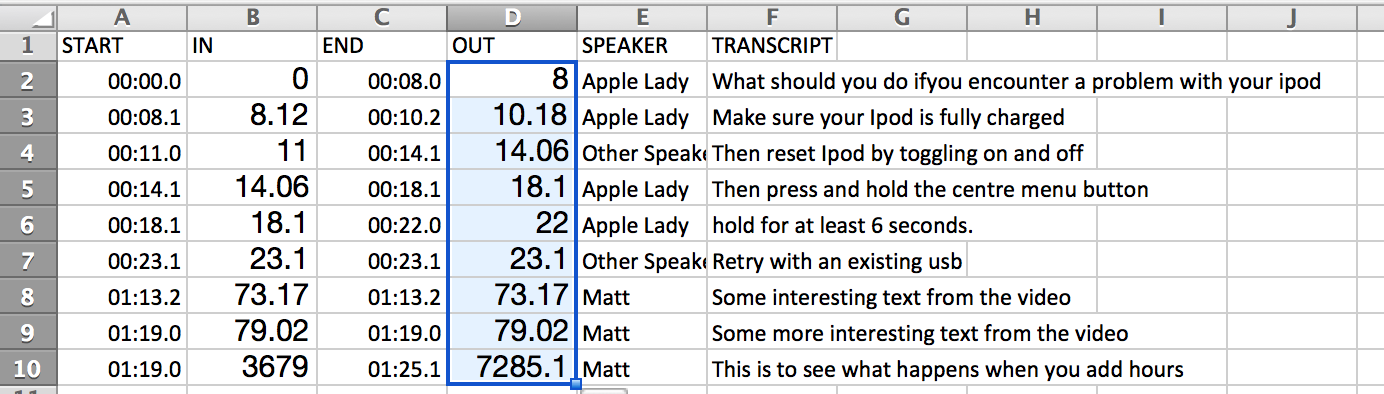 A B C D E F G H I J
1 START IN END OUT SPEAKER TRANSCRIPT
2 00:00.0 0 00:08.0 8 Apple Lady What should you do ifyou encounter a problem with your ipod
3 00:08.1 8.12 00:10.2 10.18 Apple Lady Make sure your Ipod is fully charged
4 00:11.0 11 00:14.1 14.06 Other Speake Then reset Ipod by toggling on and off
5 00:14.1 14.06 00:18.1 18.1 Apple Lady Then press and hold the centre menu button
6 00:18.1 18.1 00:22.0 22 Apple Lady hold for at least 6 seconds.
7 00:23.1 23.1 00:23.1 23.1 Other Speake Retry with an existing usb
8 01:13.2 73.17 01:13.2 73.17 Matt Some interesting text from the video
9 01:19.0 79.02 01:19.0 79.02 Matt Some more interesting text from the video
10 01:19.0 3679 01:25.1 7285.1 Matt This is to see what happens when you add hours